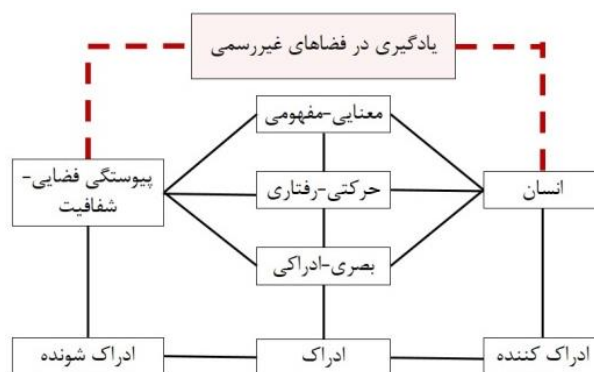 یادگیری در فضاهای غیررسمی
معنایی-مفهومی
انسان
حرکتی-رفتاری
پیوستگی فضایی-
شفافیت
بصری-ادراکی
ادراک کننده
ادراک
ادراک شونده